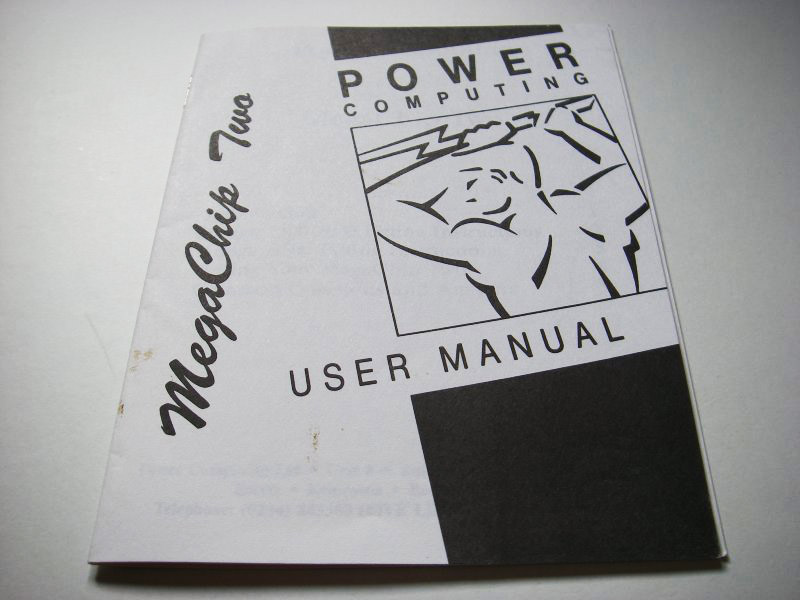 POWER
COMPUTING
MegaChip Two
USER MANUAL